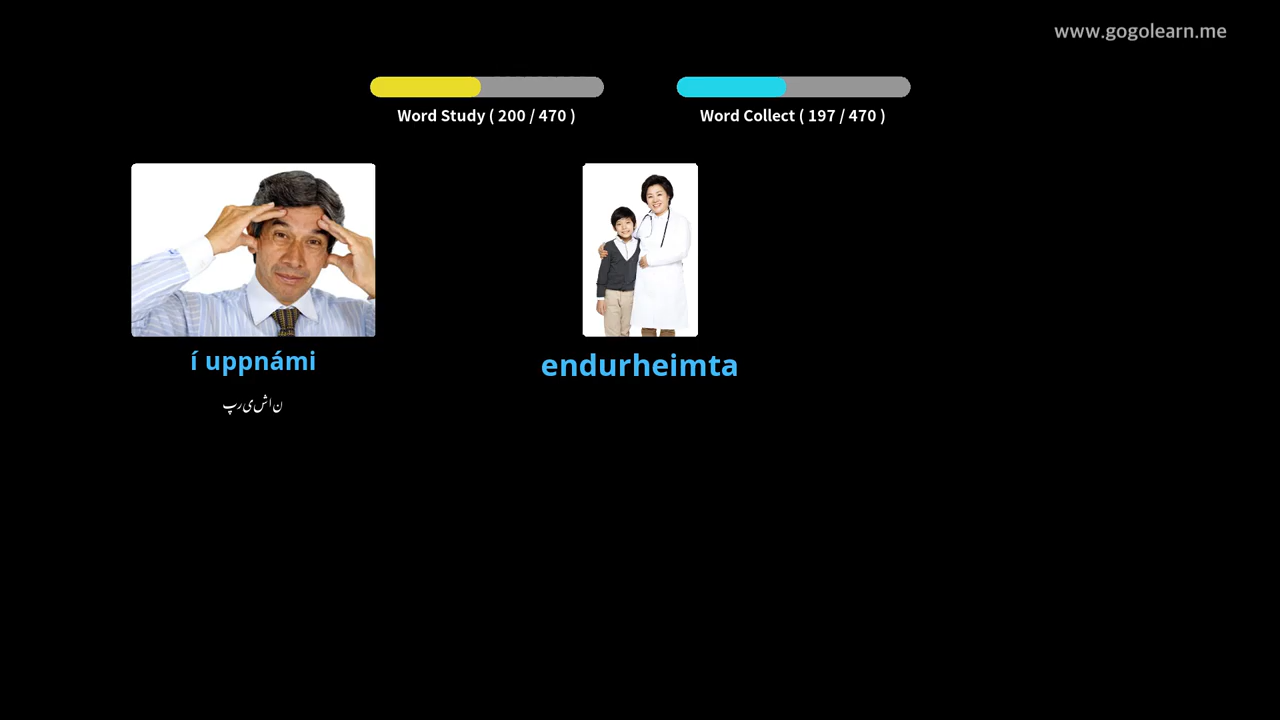 www.gogolearn.me
Word Study ( 200 / 470 )
Word Collect ( 197 / 470 )
í uppnámi
endurheimta
پریشان